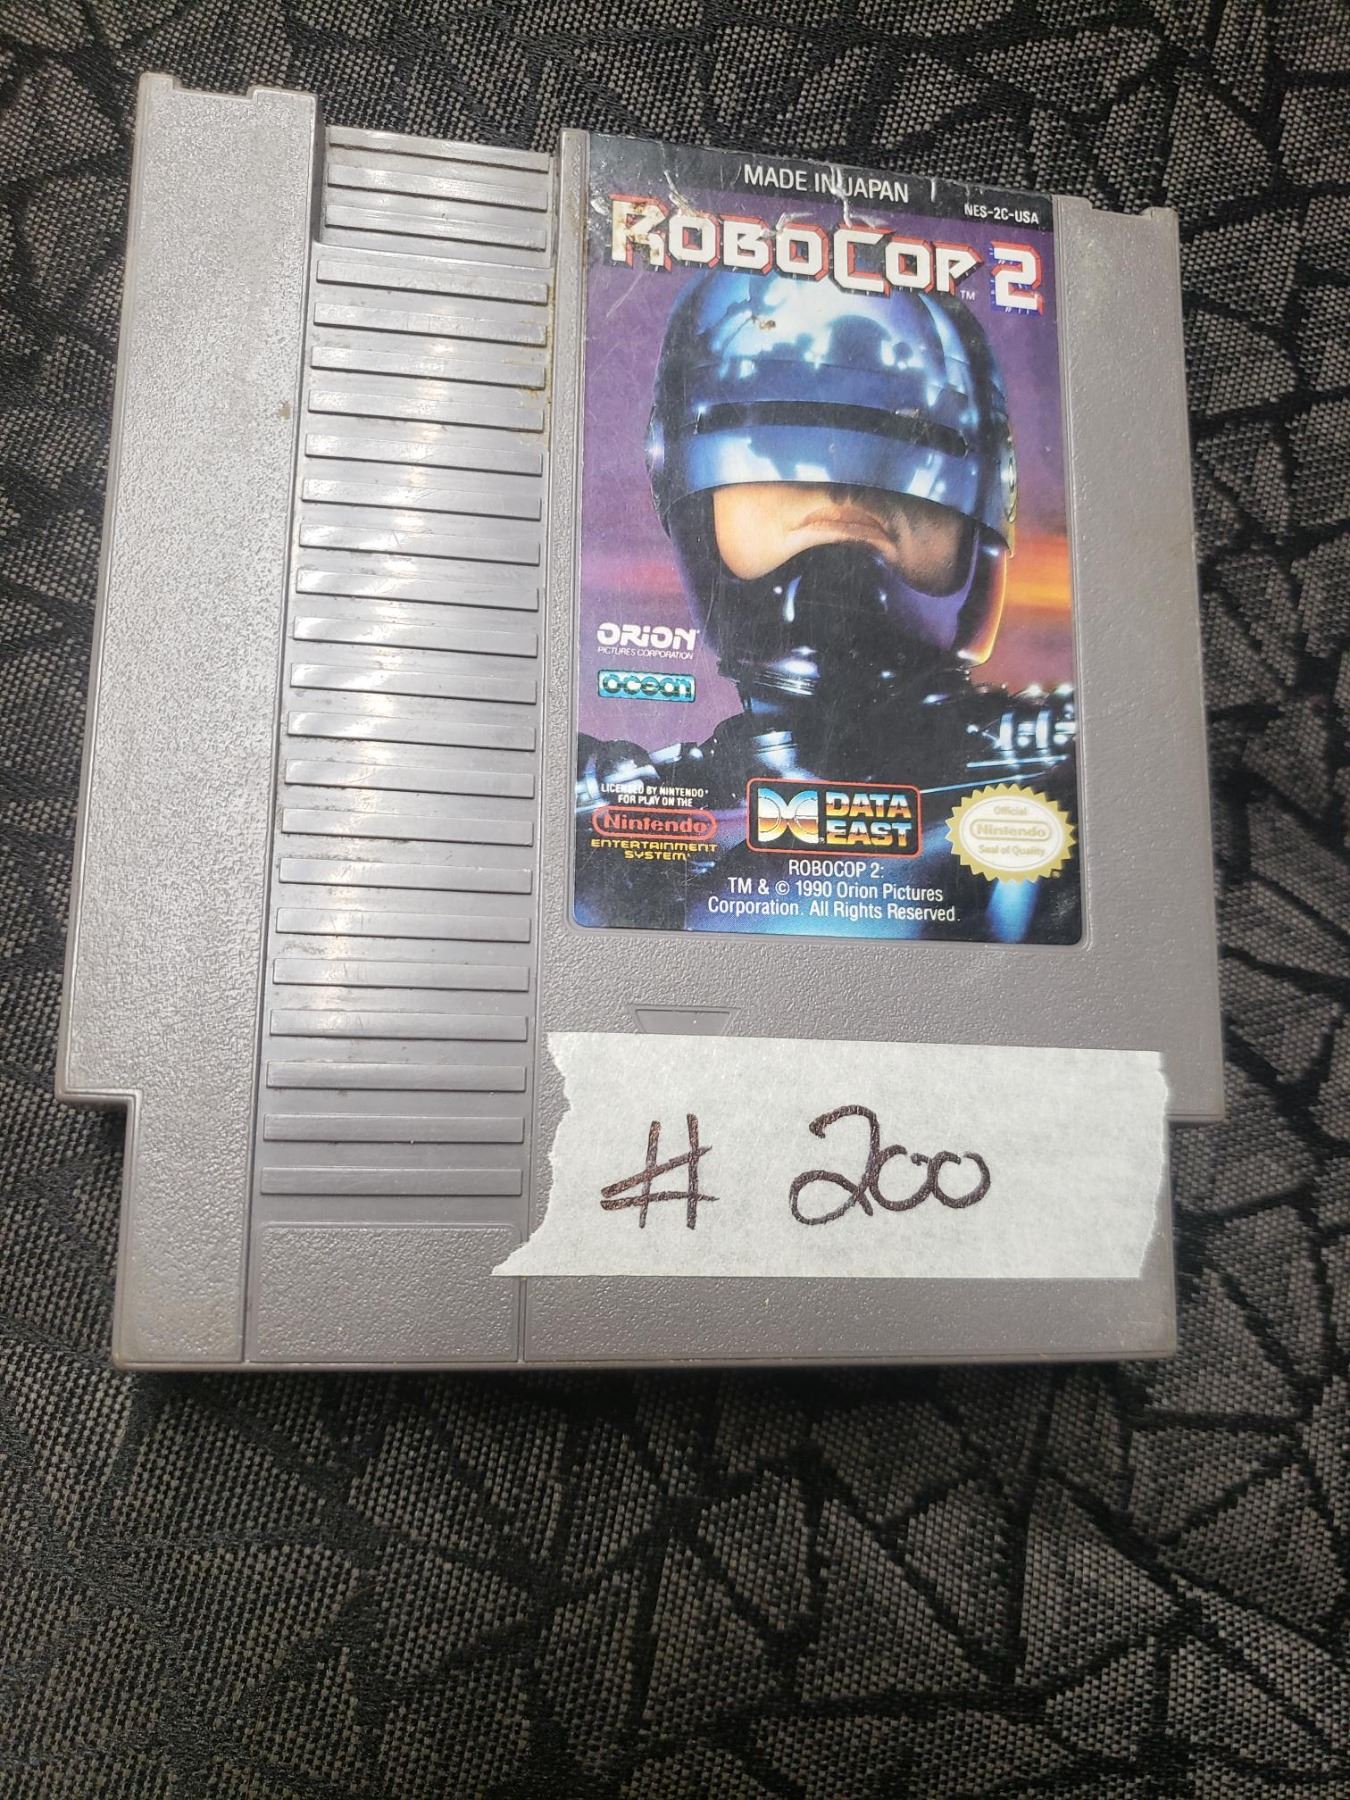 MADE IN JAPAN
NES-2C-USA
ROBOCOP 2
TM
ORION
PICTURES CORPORATION
ocean
LICENSED BY NINTENDO®
FOR PLAY ON THE
Nintendo
ENTERTAINMENT
SYSTEM
DATA
EAST
Official
Nintendo
Seal of Quality
ROBOCOP 2:
TM & © 1990 Orion Pictures
Corporation. All Rights Reserved.
# 200